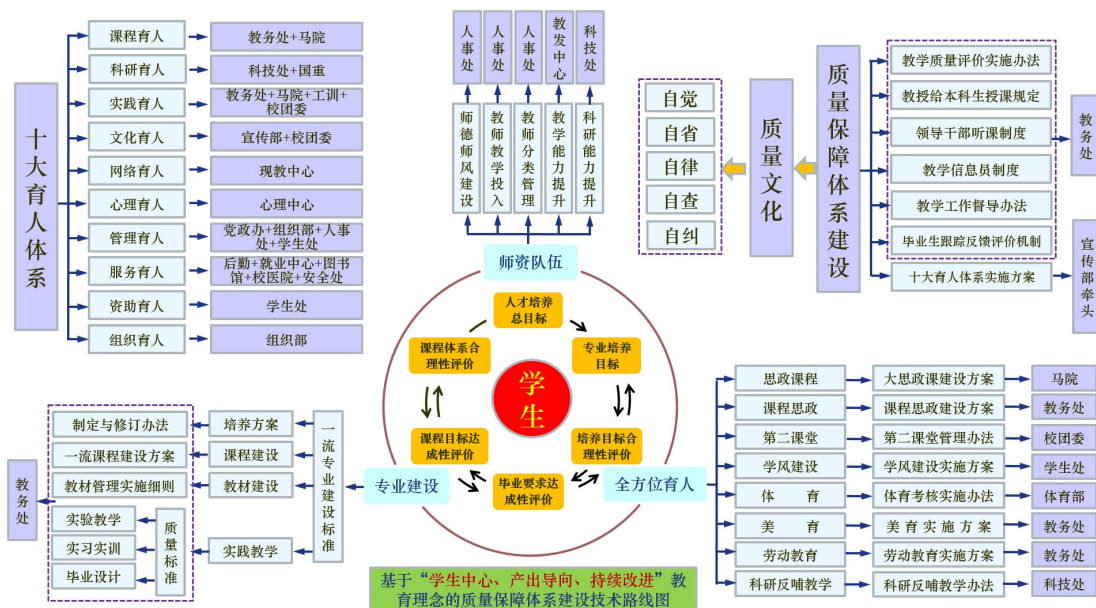 十大育人体系
课程育人
教务处+马院
科研育人
科技处+国重
实践育人
教务处+马院+工训+
校团委
文化育人
宣传部+校团委
网络育人
现教中心
心理育人
心理中心
管理育人
党政办+组织部+人事
处+学生处
服务育人
后勤+就业中心+图书
馆+校医院+安全处
资助育人
学生处
组织育人
组织部
人事处
人事处
人事处
教发中心
科技处
师德师风建设
教师教学投入
教师分类管理
教学能力提升
科研能力提升
师资队伍
自觉
自省
自律
自查
自纠
质量文化
质量保障体系建设
教学质量评价实施办法
教授给本科生授课规定
领导干部听课制度
教学信息员制度
教学工作督导办法
毕业生跟踪反馈评价机制
十大育人体系实施方案
教务处
宣传部牵头
人才培养
总目标
专业培养
目标
培养目标合
理性评价
毕业要求达
成性评价
课程目标达
成性评价
课程体系合
理性评价
学生
专业建设
全方位育人
一流专业建设标准
培养方案
制定与修订办法
课程建设
一流课程建设方案
教材建设
教材管理实施细则
实践教学
质量标准
实验教学
实习实训
毕业设计
教务处
思政课程
大思政课建设方案
马院
课程思政
课程思政建设方案
教务处
第二课堂
第二课堂管理办法
校团委
学风建设
学风建设实施方案
学生处
体 育
体育考核实施办法
体育部
美 育
美育实施方案
教务处
劳动教育
劳动教育实施方案
教务处
科研反哺教学
科研反哺教学办法
科技处
基于“学生中心、产出导向、持续改进”教
育理念的质量保障体系建设技术路线图